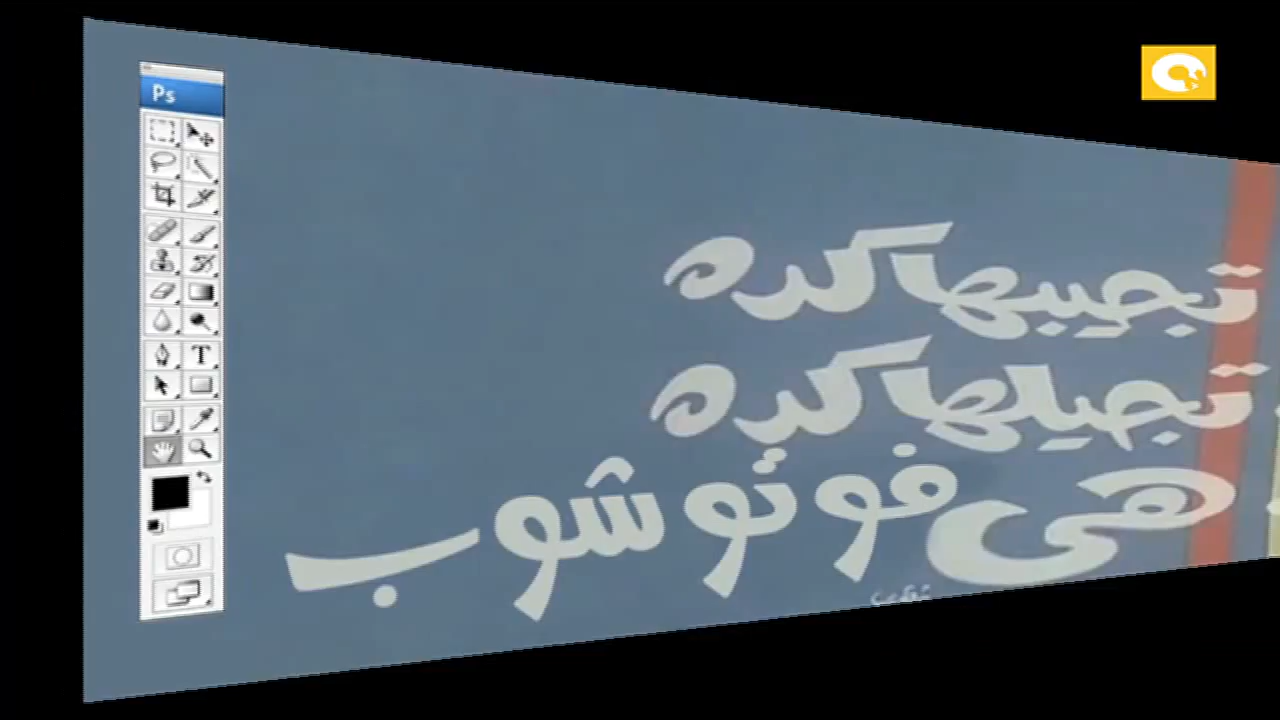 Ps
T
تجيبها كده
تجيلها كده
هي فوتوشوب